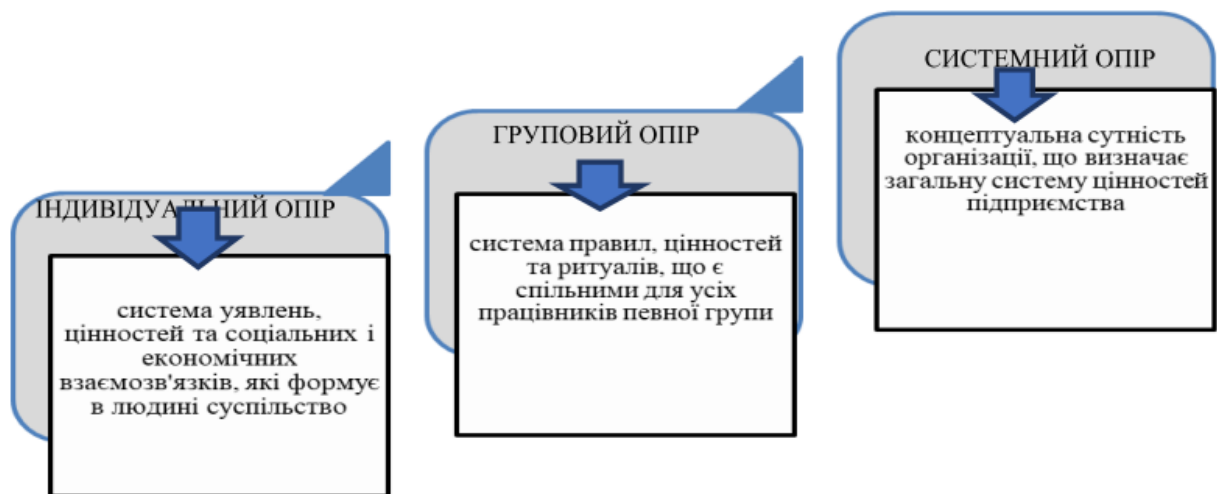 ІНДИВІДУАЛЬНИЙ ОПІР
система уявлень,
цінностей та соціальних і
економічних
взаємозв'язків, які формує
в людині суспільство
ГРУПОВИЙ ОПІР
система правил, цінностей
та ритуалів, що є
спільними для усіх
працівників певної групи
СИСТЕМНИЙ ОПІР
концептуальна сутність
організації, що визначає
загальну систему цінностей
підприємства